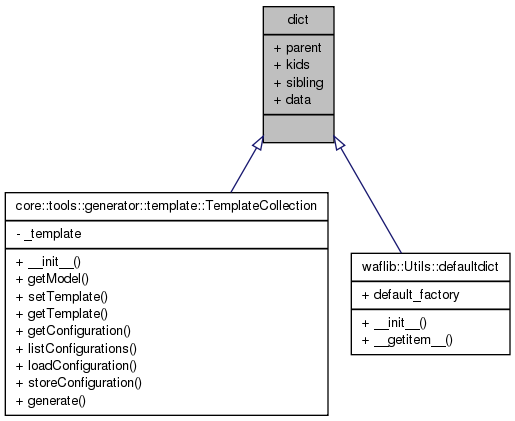 dict
+ parent
+ kids
+ sibling
+ data
core::tools::generator::template::TemplateCollection
- _template
+ __init__()
+ getModel()
+ setTemplate()
+ getTemplate()
+ getConfiguration()
+ listConfigurations()
+ loadConfiguration()
+ storeConfiguration()
+ generate()
waflib::Utils::defaultdict
+ default_factory
+ __init__()
+ __getitem__()